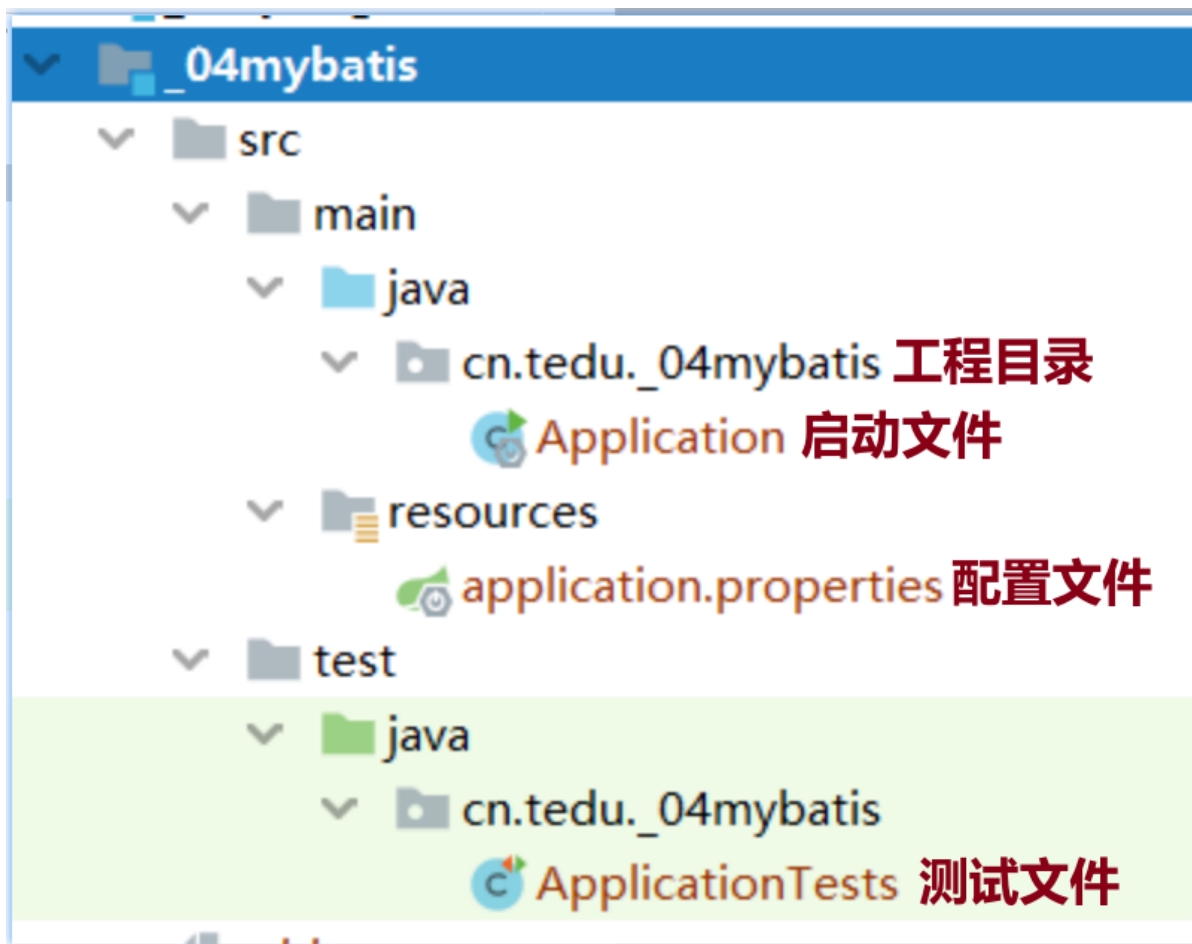 _04mybatis
src
main
java
cn.tedu._04mybatis 工程目录
Application 启动文件
resources
application.properties 配置文件
test
java
cn.tedu._04mybatis
ApplicationTests 测试文件